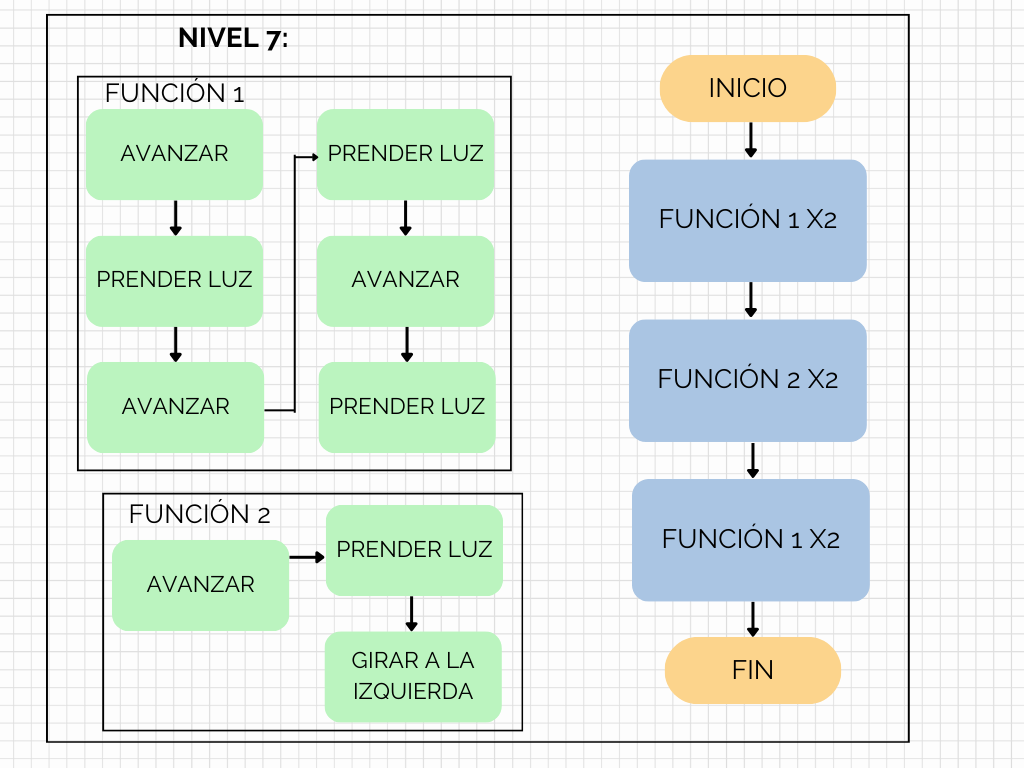 NIVEL 7:
FUNCIÓN 1
AVANZAR
PRENDER LUZ
AVANZAR
PRENDER LUZ
AVANZAR
PRENDER LUZ
FUNCIÓN 2
AVANZAR
PRENDER LUZ
GIRAR A LA
IZQUIERDA
INICIO
FUNCIÓN 1 X2
FUNCIÓN 2 X2
FUNCIÓN 1 X2
FIN